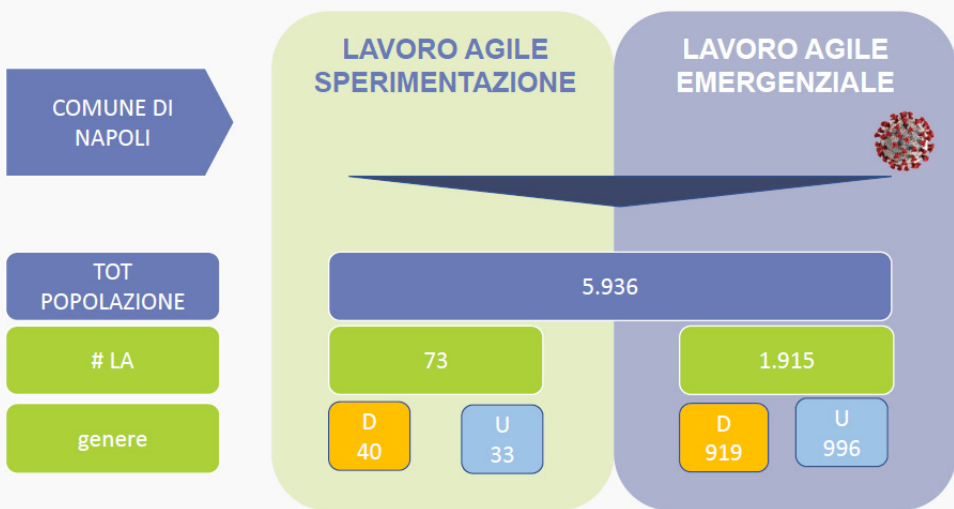 LAVORO AGILE
SPERIMENTAZIONE
LAVORO AGILE
EMERGENZIALE
COMUNE DI
NAPOLI
TOT
POPOLAZIONE
5.936
# LA
73
1.915
genere
D
40
U
33
D
919
U
996